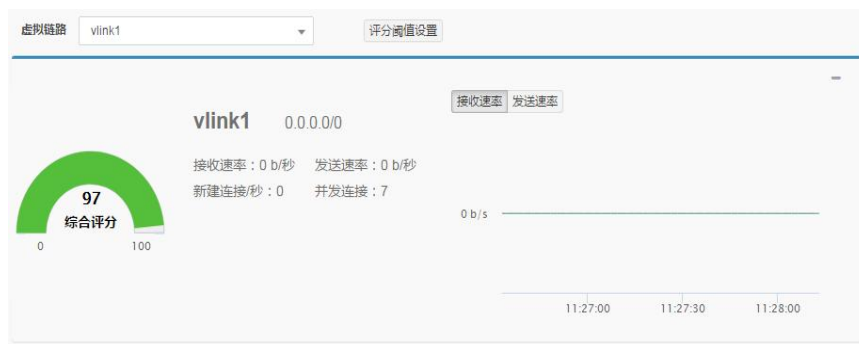 虚拟链路 vlink1 评分阈值设置
接收速率 发送速率
vlink1 0.0.0.0/0
接收速率：0 b/秒 发送速率：0 b/秒
新建连接/秒：0 并发连接：7
97
综合评分
0 100
0 b/s
11:27:00 11:27:30 11:28:00